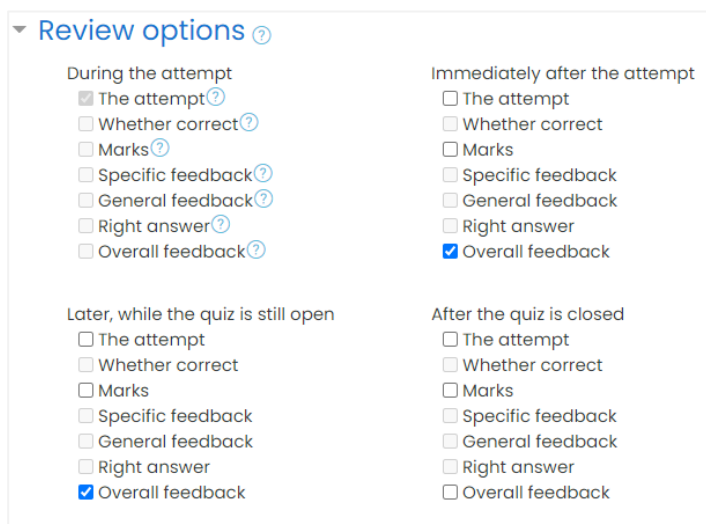 Review options ?
During the attempt
The attempt ?
Whether correct ?
Marks ?
Specific feedback ?
General feedback ?
Right answer ?
Overall feedback ?
Immediately after the attempt
The attempt
Whether correct
Marks
Specific feedback
General feedback
Right answer
Overall feedback
Later, while the quiz is still open
The attempt
Whether correct
Marks
Specific feedback
General feedback
Right answer
Overall feedback
After the quiz is closed
The attempt
Whether correct
Marks
Specific feedback
General feedback
Right answer
Overall feedback